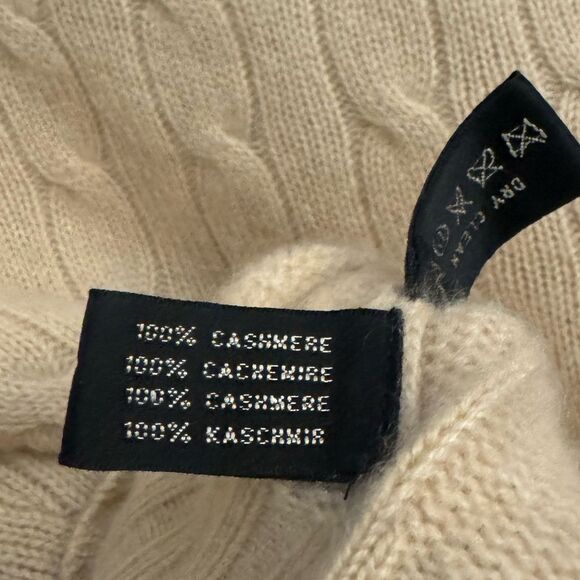 100% CASHMERE
100% CACHEMIRE
100% CASHMERE
100% KASCHMIR
DRY CLEAN